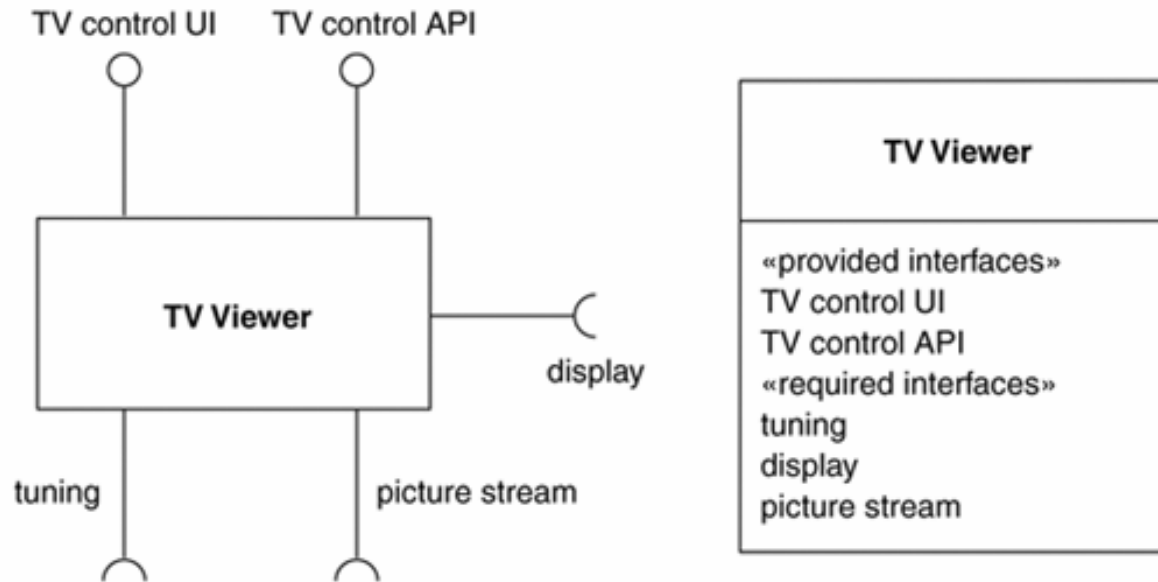 TV control UI
TV control API
TV Viewer
display
tuning
picture stream
TV Viewer
«provided interfaces»
TV control UI
TV control API
«required interfaces»
tuning
display
picture stream